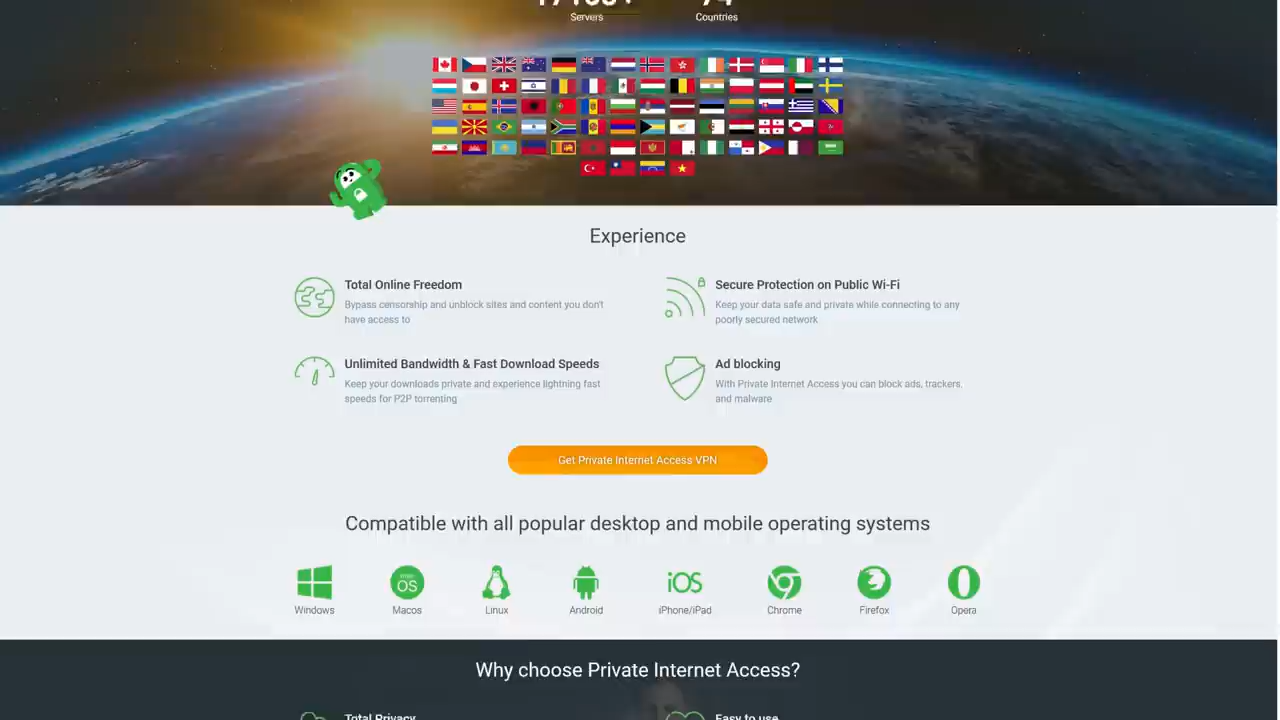 Servers
Countries
Experience
Total Online Freedom
Bypass censorship and unblock sites and content you don't
have access to
Secure Protection on Public Wi-Fi
Keep your data safe and private while connecting to any
poorly secured network
Unlimited Bandwidth & Fast Download Speeds
Keep your downloads private and experience lightning fast
speeds for P2P torrenting
Ad blocking
With Private Internet Access you can block ads, trackers,
and malware
Get Private Internet Access VPN
Compatible with all popular desktop and mobile operating systems
OS
iOS
Windows
Macos
Linux
Android
iPhone/iPad
Chrome
Firefox
Opera
Why choose Private Internet Access?
Total Privacy
Easy to use